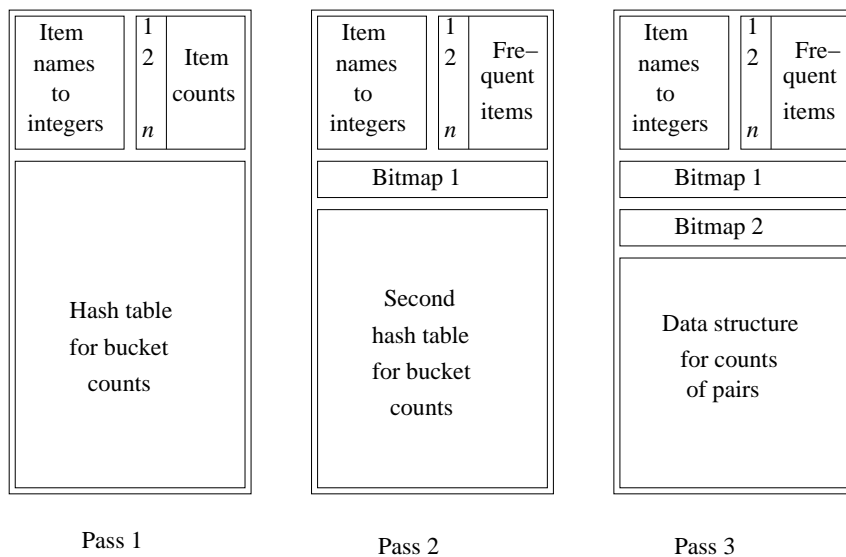 Item
names
to
integers
1
2
n
Item
counts
Hash table
for bucket
counts
Pass 1
Item
names
to
integers
1
2
n
Fre–
quent
items
Bitmap 1
Second
hash table
for bucket
counts
Pass 2
Item
names
to
integers
1
2
n
Fre–
quent
items
Bitmap 1
Bitmap 2
Data structure
for counts
of pairs
Pass 3